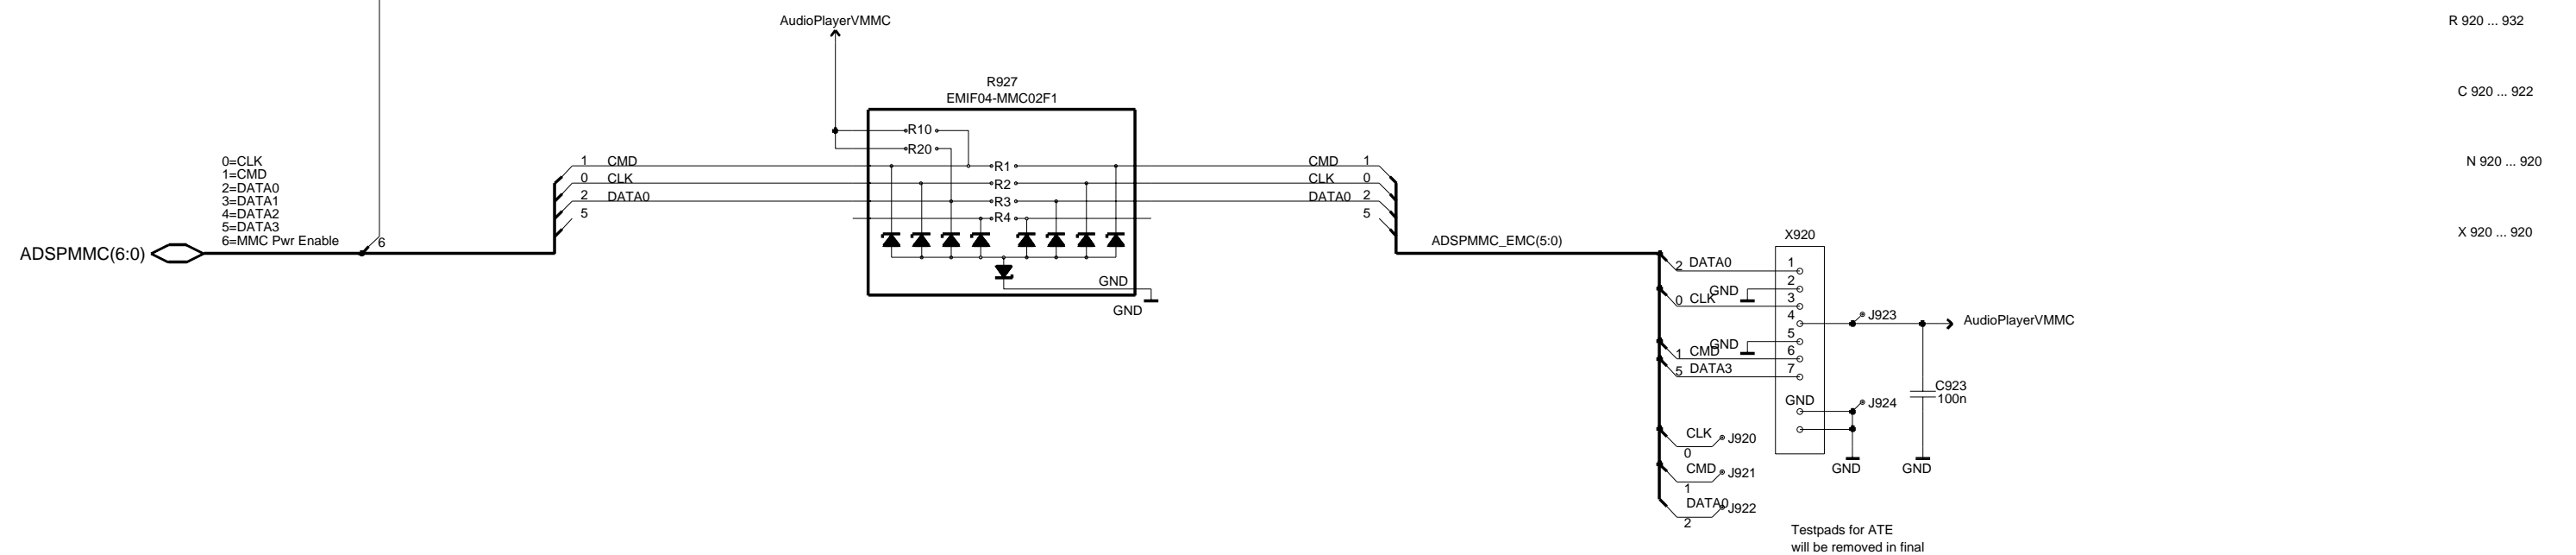 AudioPlayerVMMC
R 920 ... 932
R927
EMIF04-MMC02F1
C 920 ... 922
R10
R20
0=CLK
1=CMD
2=DATA0
3=DATA1
4=DATA2
5=DATA3
6=MMC Pwr Enable
6
ADSPMMC(6:0)
1 CMD
0 CLK
2 DATA0
5
R1
R2
R3
R4
GND
GND
CMD 1
CLK 0
DATA0 2
5
N 920 ... 920
X 920 ... 920
ADSPMMC_EMC(5:0)
X920
2 DATA0
1
GND
2
0 CLK
3
4
J923
AudioPlayerVMMC
GND
5
1 CMD
6
5 DATA3
7
C923
100n
GND
J924
CLK
J920
0
CMD
J921
1
DATA0
J922
2
GND
GND
Testpads for ATE
will be removed in final